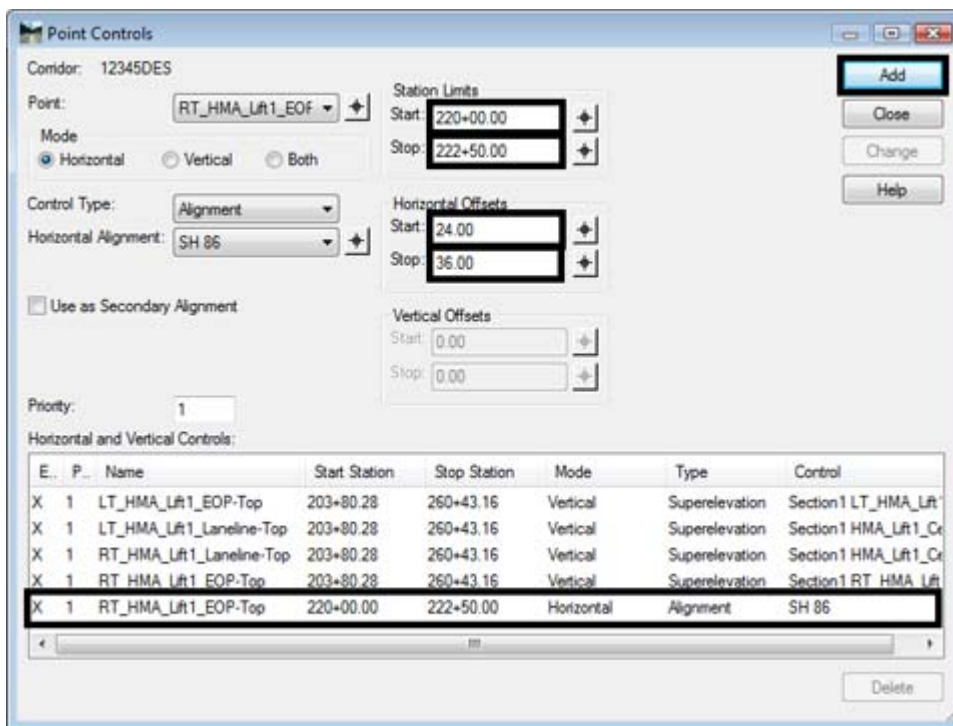 Point Controls
Corridor: 12345DES
Add
Point: RT_HMA_Lift1_EOF
Station Limits
Start: 220+00.00
Close
Mode
Horizontal Vertical Both
Stop: 222+50.00
Change
Help
Control Type: Alignment
Horizontal Offsets
Start: 24.00
Horizontal Alignment: SH 86
Stop: 36.00
Use as Secondary Alignment
Vertical Offsets
Start: 0.00
Stop: 0.00
Priority: 1
Horizontal and Vertical Controls:
E... P... Name Start Station Stop Station Mode Type Control
X 1 LT_HMA_Lift1_EOP-Top 203+80.28 260+43.16 Vertical Superelevation Section1 LT_HMA_Lift
X 1 LT_HMA_Lift1_Laneline-Top 203+80.28 260+43.16 Vertical Superelevation Section1 HMA_Lift1_Ce
X 1 RT_HMA_Lift1_Laneline-Top 203+80.28 260+43.16 Vertical Superelevation Section1 HMA_Lift1_Ce
X 1 RT_HMA_Lift1_EOP-Top 203+80.28 260+43.16 Vertical Superelevation Section1 RT_HMA_Lift
X 1 RT_HMA_Lift1_EOP-Top 220+00.00 222+50.00 Horizontal Alignment SH 86
Delete